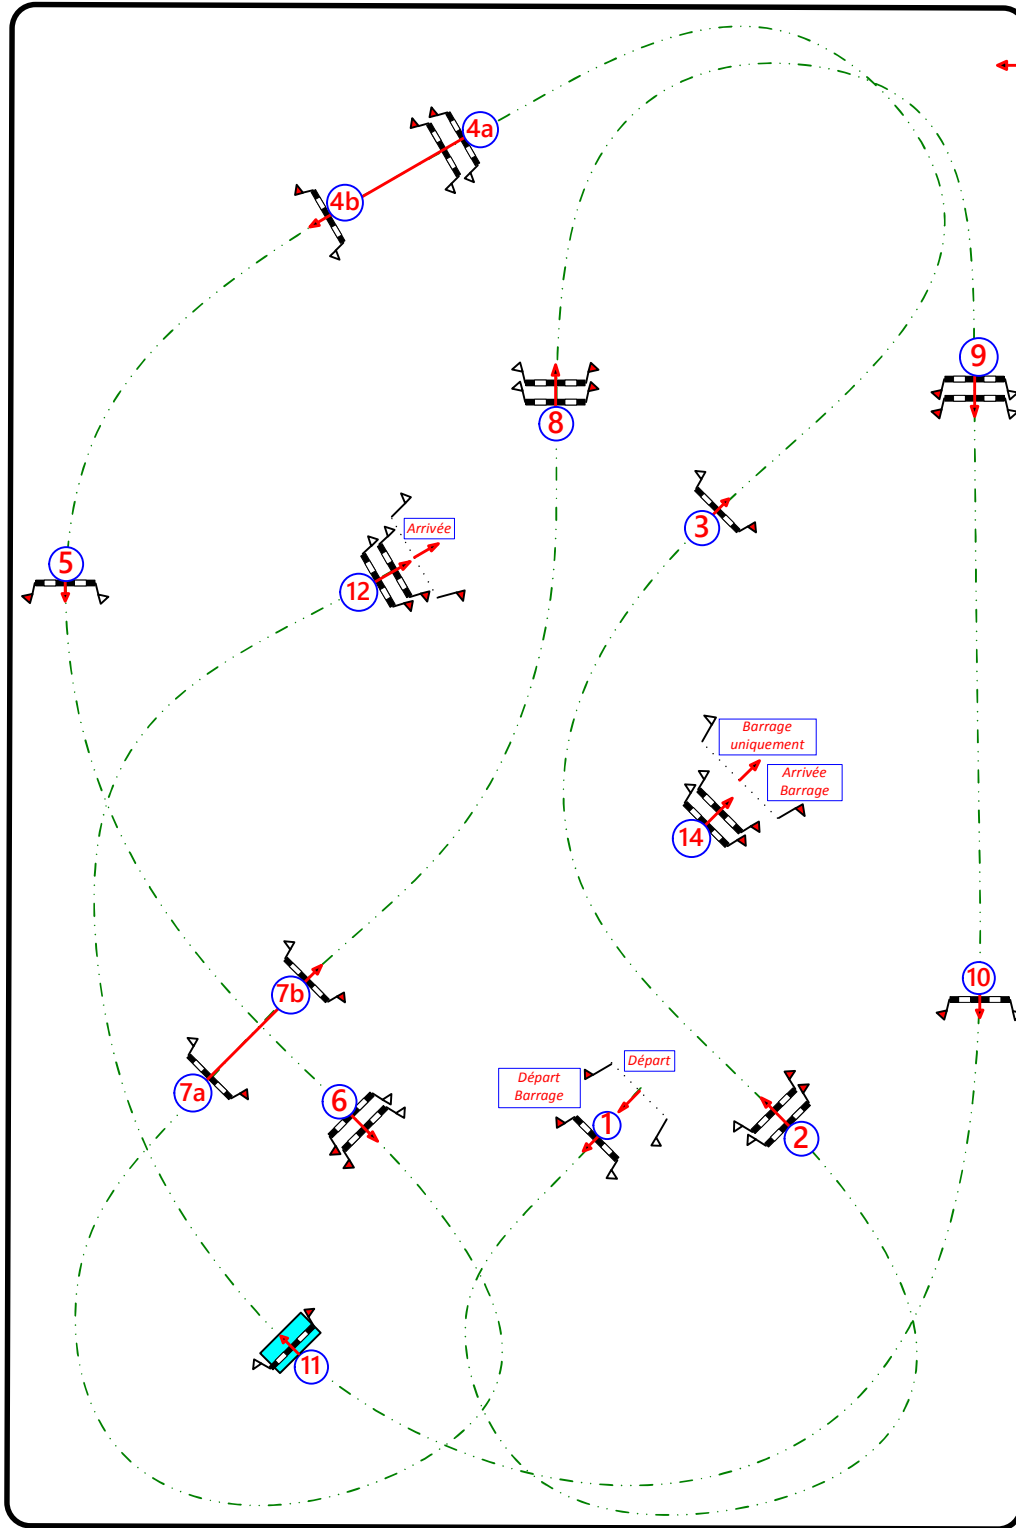 4a
4b
9
8
3
Arrivée
5
12
Barrage
uniquement
Arrivée
Barrage
14
10
7b
Départ
Départ
Barrage
7a
6
1
2
11